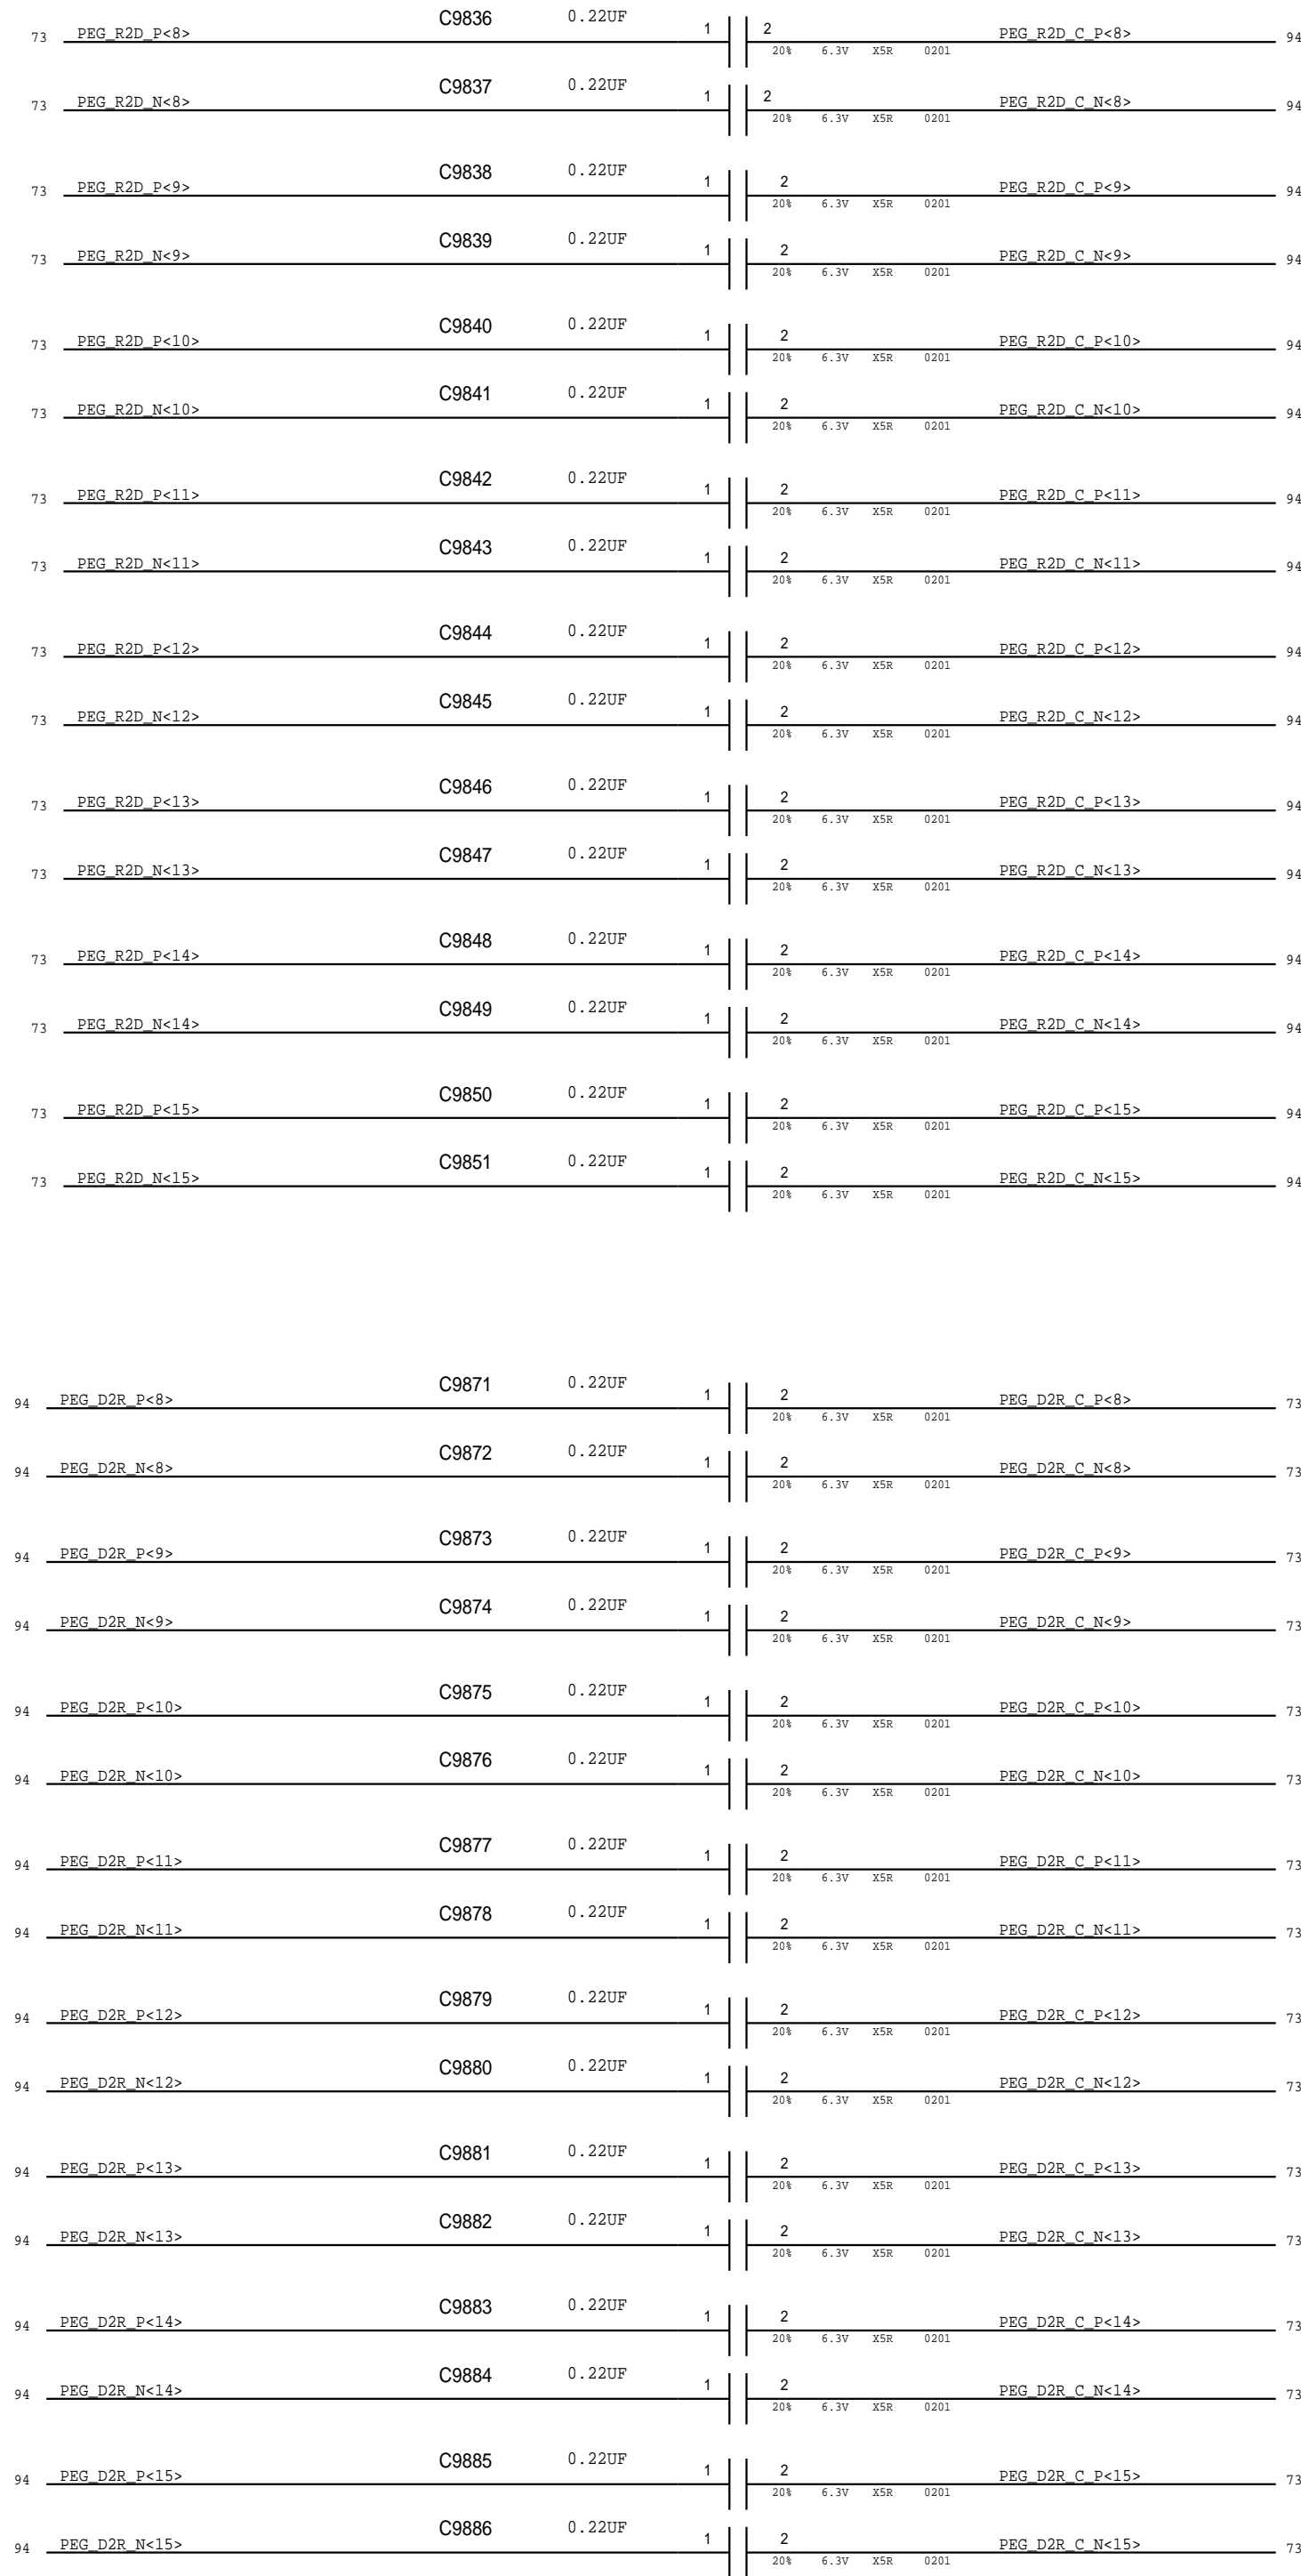 C9836 0.22UF
73 PEG_R2D_P<8> 1 2 PEG_R2D_C_P<8> 94
20% 6.3V X5R 0201
C9837 0.22UF
73 PEG_R2D_N<8> 1 2 PEG_R2D_C_N<8> 94
20% 6.3V X5R 0201
C9838 0.22UF
73 PEG_R2D_P<9> 1 2 PEG_R2D_C_P<9> 94
20% 6.3V X5R 0201
C9839 0.22UF
73 PEG_R2D_N<9> 1 2 PEG_R2D_C_N<9> 94
20% 6.3V X5R 0201
C9840 0.22UF
73 PEG_R2D_P<10> 1 2 PEG_R2D_C_P<10> 94
20% 6.3V X5R 0201
C9841 0.22UF
73 PEG_R2D_N<10> 1 2 PEG_R2D_C_N<10> 94
20% 6.3V X5R 0201
C9842 0.22UF
73 PEG_R2D_P<11> 1 2 PEG_R2D_C_P<11> 94
20% 6.3V X5R 0201
C9843 0.22UF
73 PEG_R2D_N<11> 1 2 PEG_R2D_C_N<11> 94
20% 6.3V X5R 0201
C9844 0.22UF
73 PEG_R2D_P<12> 1 2 PEG_R2D_C_P<12> 94
20% 6.3V X5R 0201
C9845 0.22UF
73 PEG_R2D_N<12> 1 2 PEG_R2D_C_N<12> 94
20% 6.3V X5R 0201
C9846 0.22UF
73 PEG_R2D_P<13> 1 2 PEG_R2D_C_P<13> 94
20% 6.3V X5R 0201
C9847 0.22UF
73 PEG_R2D_N<13> 1 2 PEG_R2D_C_N<13> 94
20% 6.3V X5R 0201
C9848 0.22UF
73 PEG_R2D_P<14> 1 2 PEG_R2D_C_P<14> 94
20% 6.3V X5R 0201
C9849 0.22UF
73 PEG_R2D_N<14> 1 2 PEG_R2D_C_N<14> 94
20% 6.3V X5R 0201
C9850 0.22UF
73 PEG_R2D_P<15> 1 2 PEG_R2D_C_P<15> 94
20% 6.3V X5R 0201
C9851 0.22UF
73 PEG_R2D_N<15> 1 2 PEG_R2D_C_N<15> 94
20% 6.3V X5R 0201
C9871 0.22UF
94 PEG_D2R_P<8> 1 2 PEG_D2R_C_P<8> 73
20% 6.3V X5R 0201
C9872 0.22UF
94 PEG_D2R_N<8> 1 2 PEG_D2R_C_N<8> 73
20% 6.3V X5R 0201
C9873 0.22UF
94 PEG_D2R_P<9> 1 2 PEG_D2R_C_P<9> 73
20% 6.3V X5R 0201
C9874 0.22UF
94 PEG_D2R_N<9> 1 2 PEG_D2R_C_N<9> 73
20% 6.3V X5R 0201
C9875 0.22UF
94 PEG_D2R_P<10> 1 2 PEG_D2R_C_P<10> 73
20% 6.3V X5R 0201
C9876 0.22UF
94 PEG_D2R_N<10> 1 2 PEG_D2R_C_N<10> 73
20% 6.3V X5R 0201
C9877 0.22UF
94 PEG_D2R_P<11> 1 2 PEG_D2R_C_P<11> 73
20% 6.3V X5R 0201
C9878 0.22UF
94 PEG_D2R_N<11> 1 2 PEG_D2R_C_N<11> 73
20% 6.3V X5R 0201
C9879 0.22UF
94 PEG_D2R_P<12> 1 2 PEG_D2R_C_P<12> 73
20% 6.3V X5R 0201
C9880 0.22UF
94 PEG_D2R_N<12> 1 2 PEG_D2R_C_N<12> 73
20% 6.3V X5R 0201
C9881 0.22UF
94 PEG_D2R_P<13> 1 2 PEG_D2R_C_P<13> 73
20% 6.3V X5R 0201
C9882 0.22UF
94 PEG_D2R_N<13> 1 2 PEG_D2R_C_N<13> 73
20% 6.3V X5R 0201
C9883 0.22UF
94 PEG_D2R_P<14> 1 2 PEG_D2R_C_P<14> 73
20% 6.3V X5R 0201
C9884 0.22UF
94 PEG_D2R_N<14> 1 2 PEG_D2R_C_N<14> 73
20% 6.3V X5R 0201
C9885 0.22UF
94 PEG_D2R_P<15> 1 2 PEG_D2R_C_P<15> 73
20% 6.3V X5R 0201
C9886 0.22UF
94 PEG_D2R_N<15> 1 2 PEG_D2R_C_N<15> 73
20% 6.3V X5R 0201